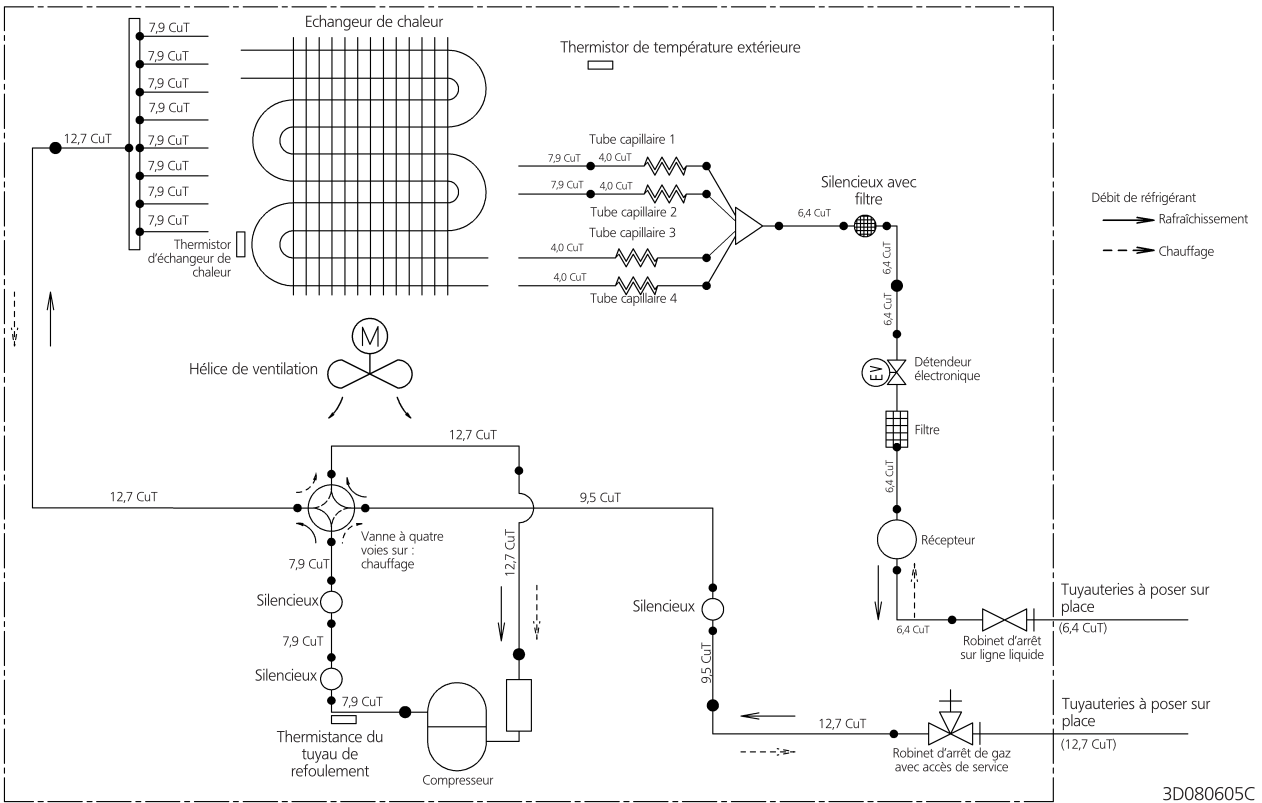 Echangeur de chaleur
7,9 CuT
7,9 CuT
7,9 CuT
7,9 CuT
7,9 CuT
7,9 CuT
7,9 CuT
7,9 CuT
12,7 CuT
Thermistor
d'échangeur de
chaleur
Thermistor de température extérieure
Tube capillaire 1
7,9 CuT
4,0 CuT
7,9 CuT
4,0 CuT
Tube capillaire 2
Tube capillaire 3
4,0 CuT
4,0 CuT
Tube capillaire 4
6,4 CuT
Silencieux avec
filtre
6,4 CuT
6,4 CuT
Débit de réfrigérant
Rafraîchissement
Chauffage
M
Hélice de ventilation
EV
Détendeur
électronique
Filtre
6,4 CuT
Récepteur
12,7 CuT
12,7 CuT
9,5 CuT
Vanne à quatre
voies sur :
chauffage
12,7 CuT
7,9 CuT
Silencieux
7,9 CuT
Silencieux
7,9 CuT
Thermistance du
tuyau de
refoulement
Compresseur
Silencieux
9,5 CuT
6,4 CuT
Robinet d'arrêt
sur ligne liquide
Tuyauteries à poser sur
place
(6,4 CuT)
12,7 CuT
Robinet d'arrêt de gaz
avec accès de service
Tuyauteries à poser sur
place
(12,7 CuT)
3D080605C